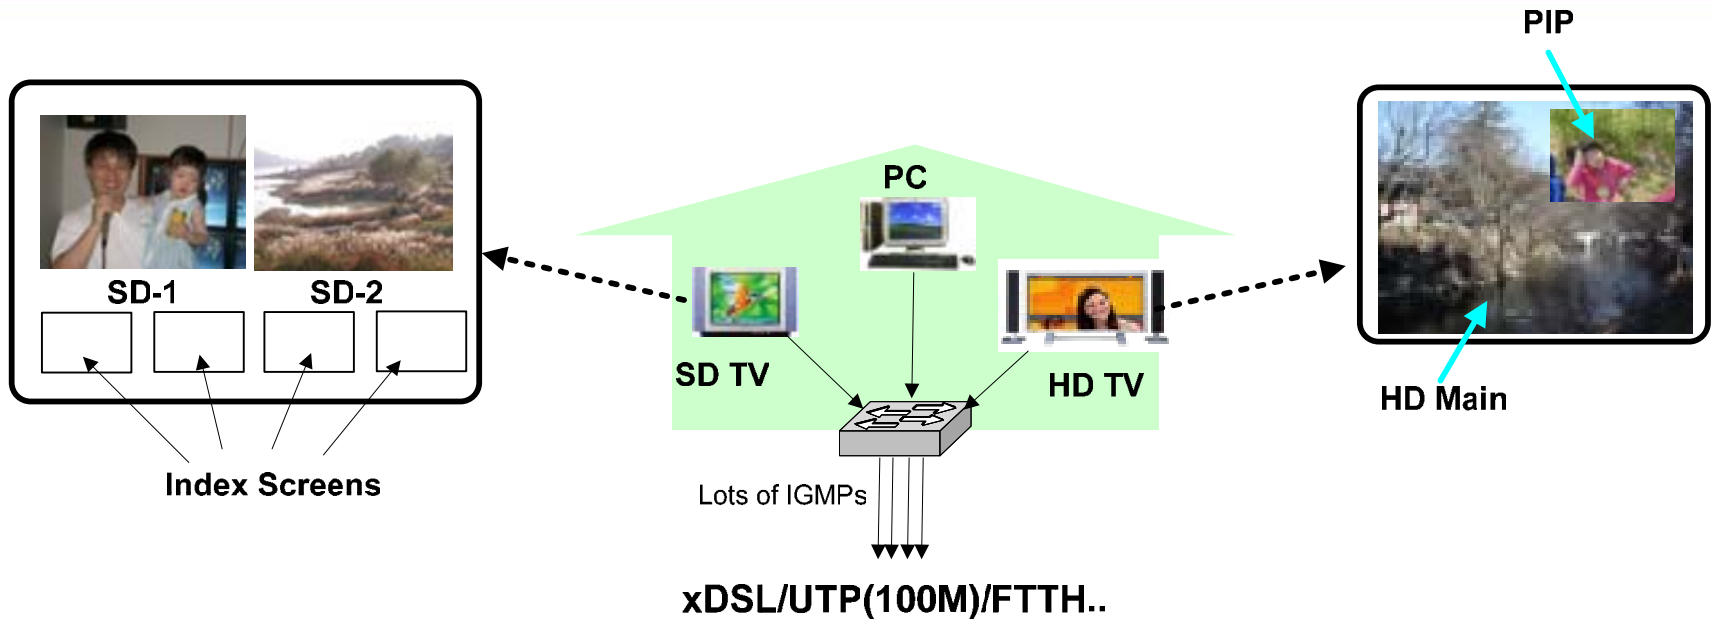 PIP
PC
SD-1
SD-2
SD TV
HD TV
HD Main
Index Screens
Lots of IGMPs
xDSL/UTP(100M)/FTTH..